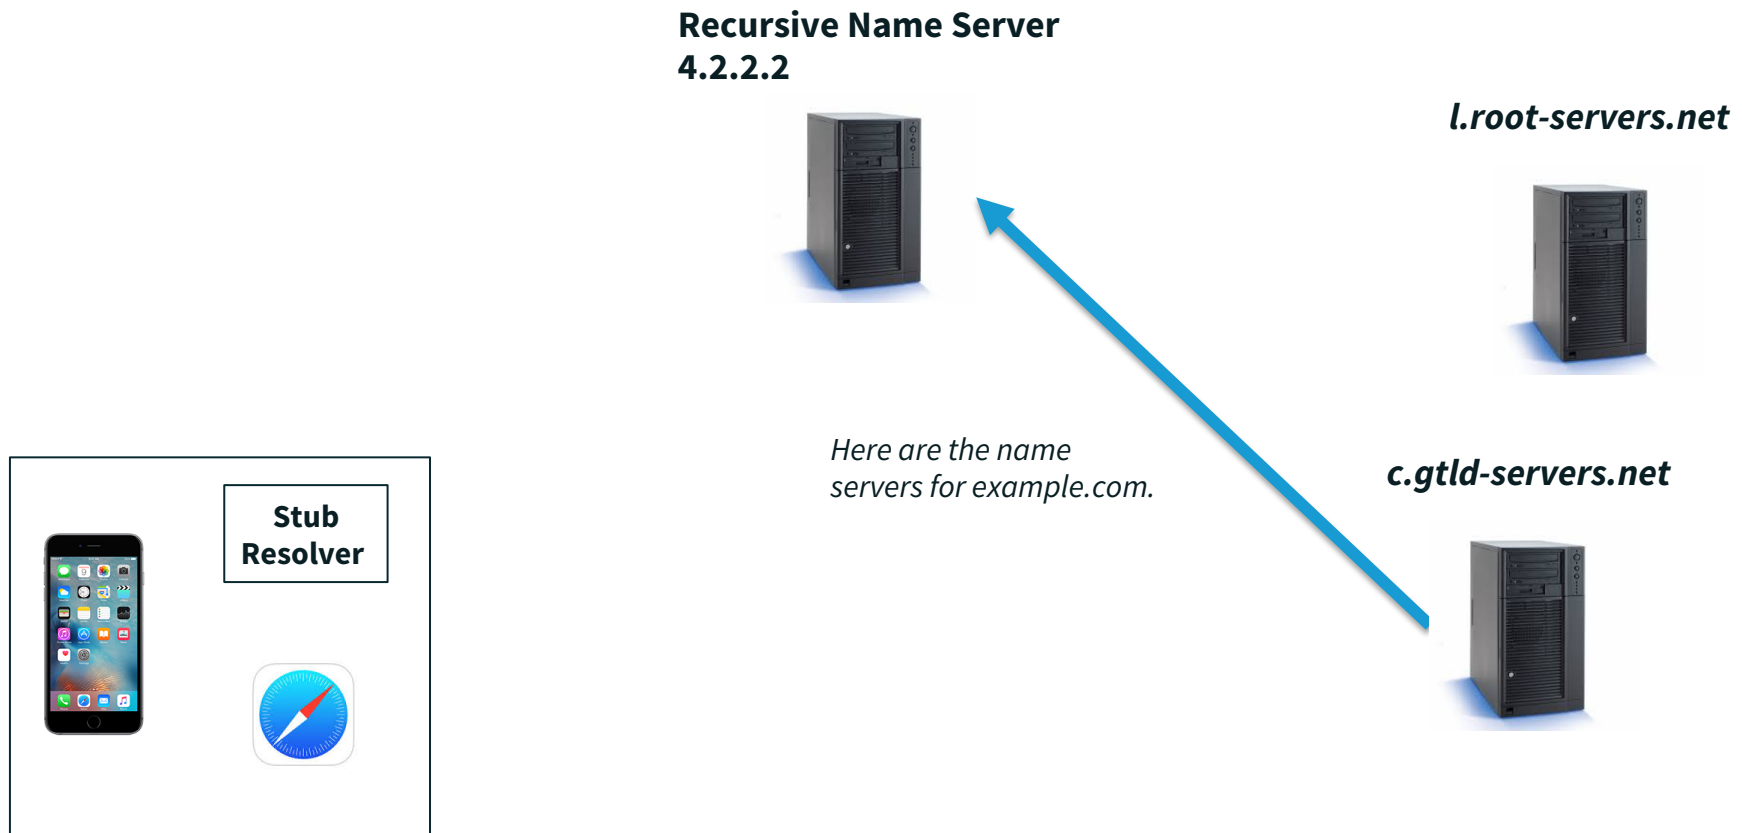 Recursive Name Server
4.2.2.2
l.root-servers.net
Here are the name
servers for example.com.
c.gtld-servers.net
Stub
Resolver